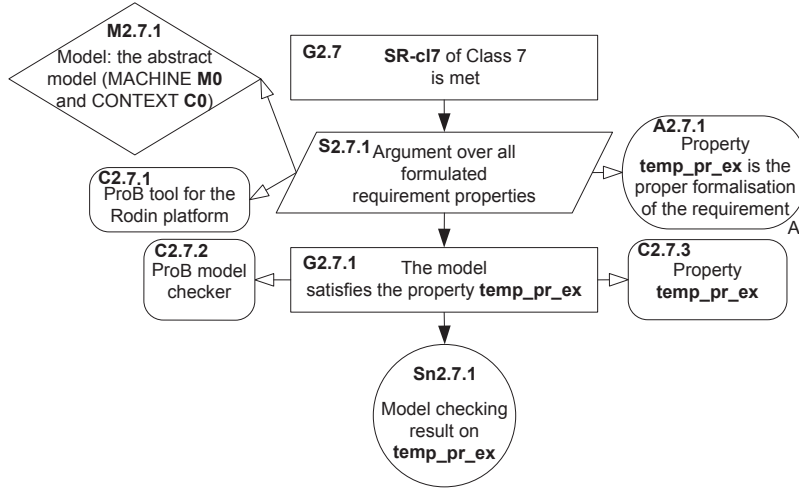 M2.7.1
Model: the abstract
model (MACHINE M0
and CONTEXT C0)
G2.7
SR-cl7 of Class 7
is met
S2.7.1
Argument over all
formulated
requirement properties
A2.7.1
Property
temp_pr_ex is the
proper formalisation
of the requirement
A
C2.7.1
ProB tool for the
Rodin platform
C2.7.2
ProB model
checker
G2.7.1
The model
satisfies the property temp_pr_ex
C2.7.3
Property
temp_pr_ex
Sn2.7.1
Model checking
result on
temp_pr_ex